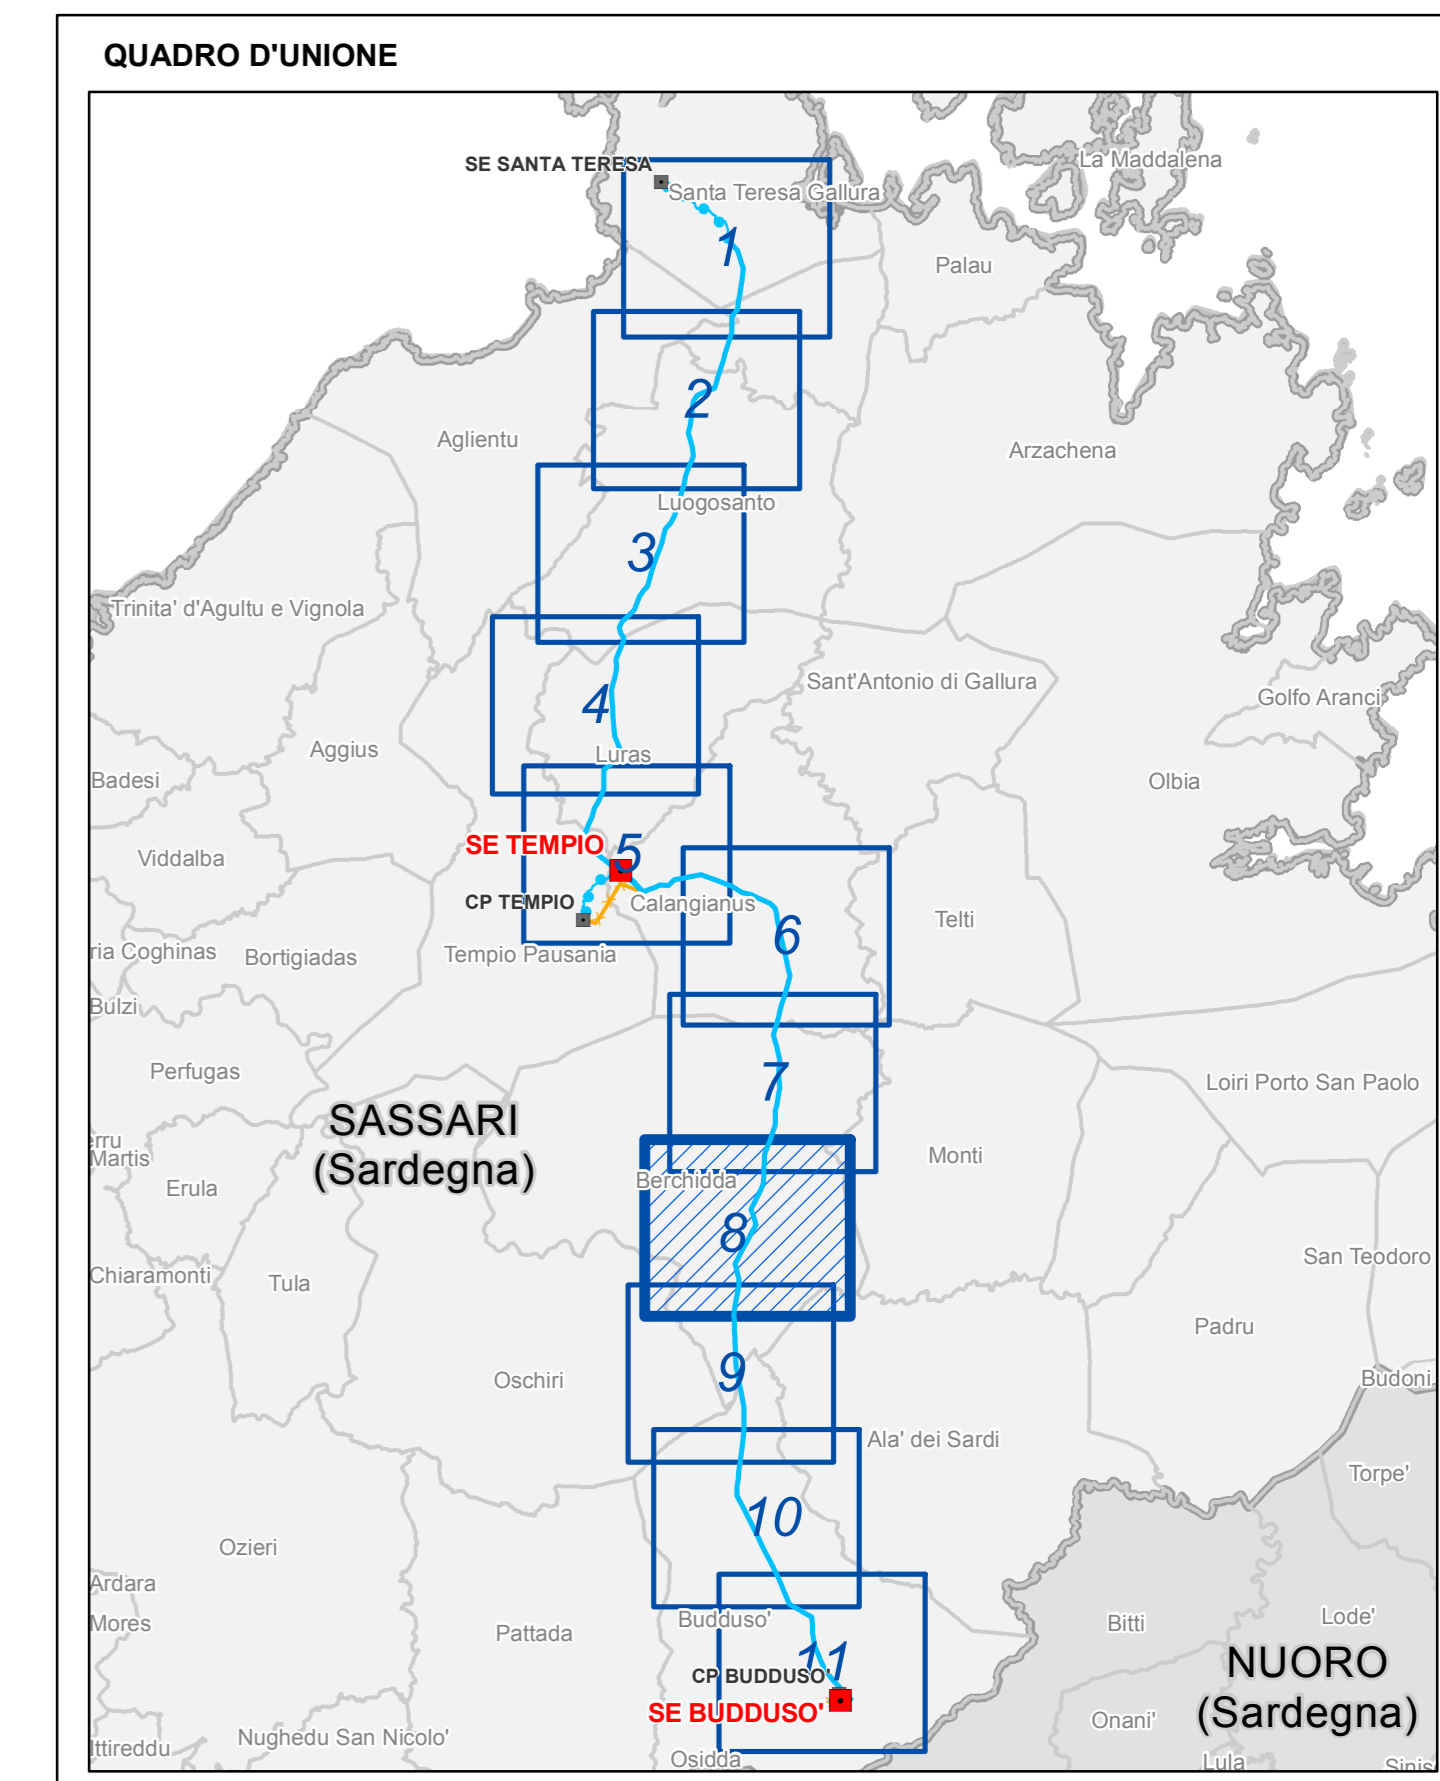 QUADRO D'UNIONE
SE SANTA TERESA
La Maddalena
Santa Teresa Gallura
1
Palau
2
Aglientu
Arzachena
Luogosanto
3
Trinita' d'Agultu e Vignola
Sant'Antonio di Gallura
Golfo Aranci
4
Aggius
Luras
Badesi
Olbia
SE TEMPIO
5
Viddalba
CP TEMPIO
Calangianus
Telti
6
ria Coghinas
Bortigiadas
Tempio Pausania
Bulzi
Perfugas
7
Loiri Porto San Paolo
SASSARI
(Sardegna)
erru
Martis
Monti
Erula
Berchidda
8
San Teodoro
Chiaramonti
Tula
Padru
9
Oschiri
Budoni
Ala' dei Sardi
Torpe'
10
Ozieri
Ardara
Mores
Budduso'
Bitti
Lode'
Pattada
11
CP BUDDUSO'
NUORO
(Sardegna)
SE BUDDUSO'
Onani'
Nughedu San Nicolo'
Ittireddu
Osidda
Lula
Sinis